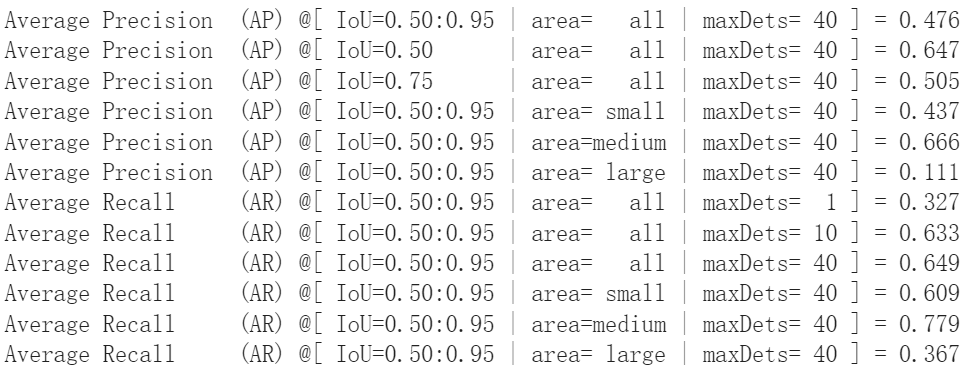 Average Precision  (AP) @[ IoU=0.50:0.95 | area=   all | maxDets= 40 ] = 0.476
Average Precision  (AP) @[ IoU=0.50      | area=   all | maxDets= 40 ] = 0.647
Average Precision  (AP) @[ IoU=0.75      | area=   all | maxDets= 40 ] = 0.505
Average Precision  (AP) @[ IoU=0.50:0.95 | area= small | maxDets= 40 ] = 0.437
Average Precision  (AP) @[ IoU=0.50:0.95 | area=medium | maxDets= 40 ] = 0.666
Average Precision  (AP) @[ IoU=0.50:0.95 | area= large | maxDets= 40 ] = 0.111
Average Recall     (AR) @[ IoU=0.50:0.95 | area=   all | maxDets=  1 ] = 0.327
Average Recall     (AR) @[ IoU=0.50:0.95 | area=   all | maxDets= 10 ] = 0.633
Average Recall     (AR) @[ IoU=0.50:0.95 | area=   all | maxDets= 40 ] = 0.649
Average Recall     (AR) @[ IoU=0.50:0.95 | area= small | maxDets= 40 ] = 0.609
Average Recall     (AR) @[ IoU=0.50:0.95 | area=medium | maxDets= 40 ] = 0.779
Average Recall     (AR) @[ IoU=0.50:0.95 | area= large | maxDets= 40 ] = 0.367